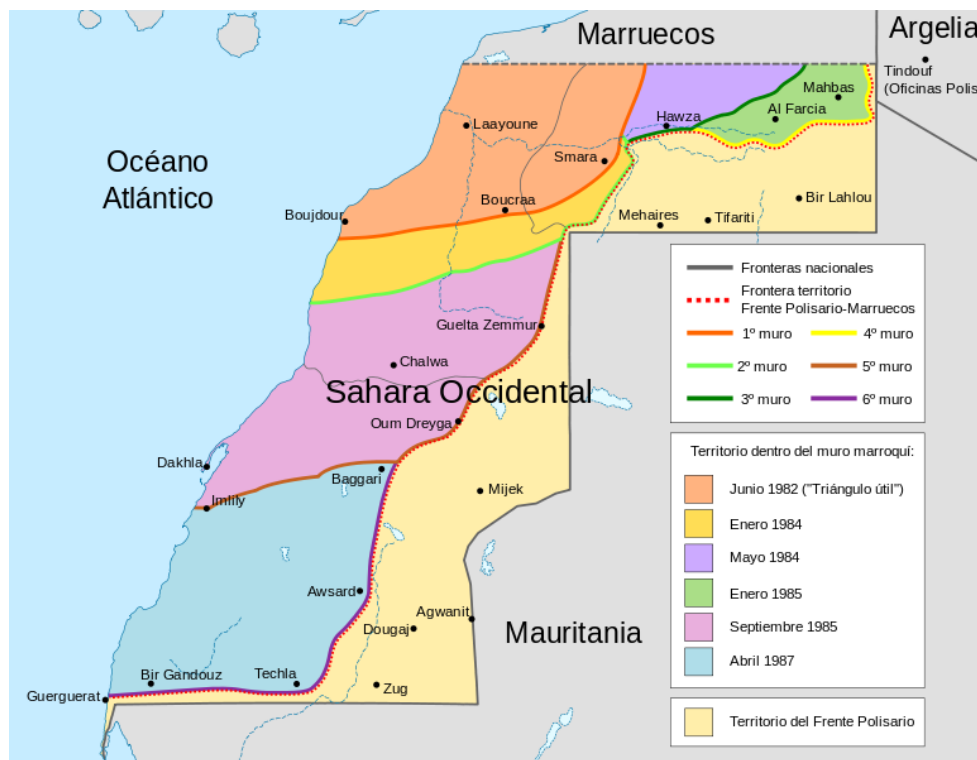 Marruecos
Argelia
Tindouf
(Oficinas Polis
Mahbas
Al Farcia
Hawza
Laayoune
Smara
Océano
Atlántico
Boucraa
Boujdour
Bir Lahlou
Mehaires
Tifariti
Fronteras nacionales
Frontera territorio
Frente Polisario-Marruecos
1º muro
4º muro
2º muro
5º muro
3º muro
6º muro
Guelta Zemmur
Chalwa
Sahara Occidental
Oum Dreyga
Dakhla
Baggari
Imlily
Mijek
Territorio dentro del muro marroquí:
Junio 1982 ("Triángulo útil")
Enero 1984
Mayo 1984
Enero 1985
Septiembre 1985
Abril 1987
Awsard
Agwanit
Dougaj
Mauritania
Bir Gandouz
Techla
Zug
Guerguerat
Territorio del Frente Polisario